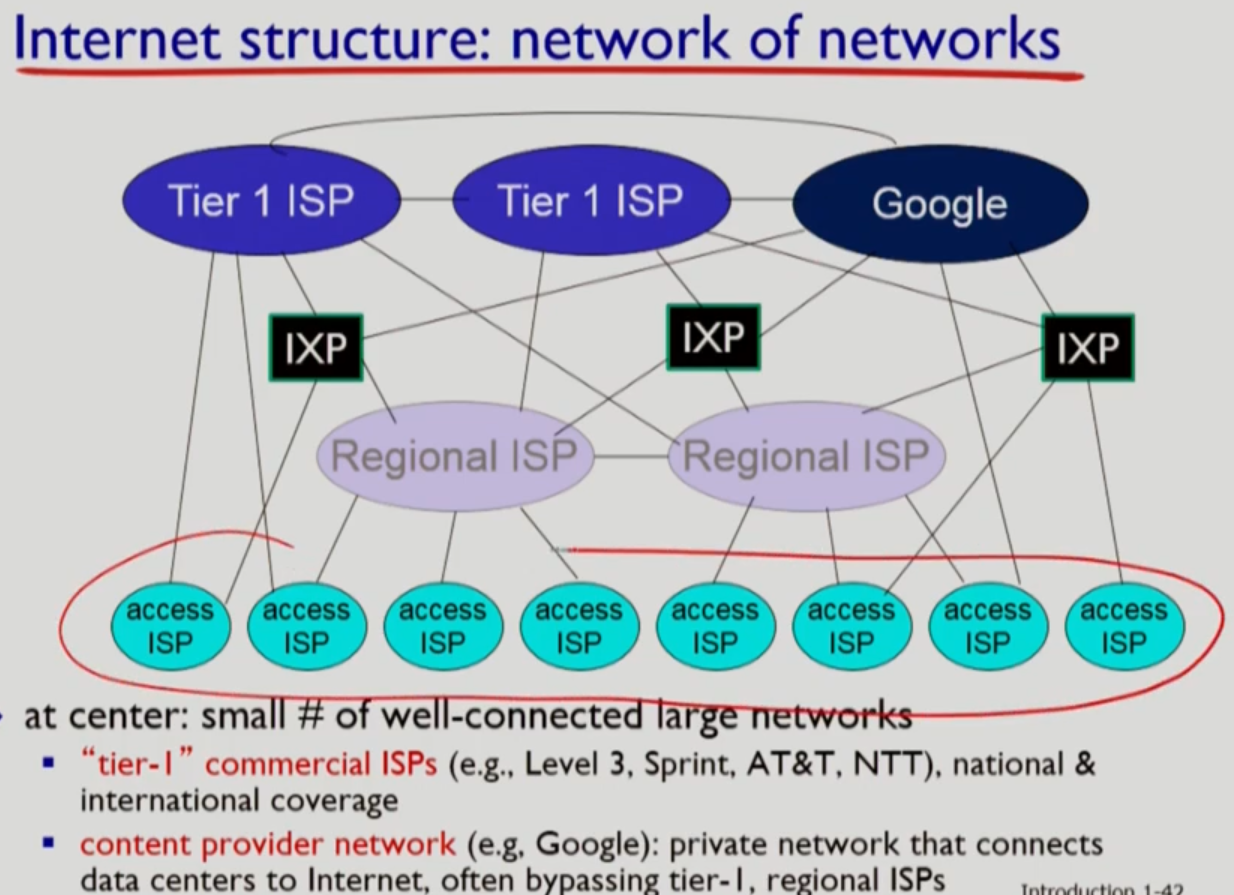 Internet structure: network of networks
Tier 1 ISP
Tier 1 ISP
Google
IXP
IXP
IXP
Regional ISP
Regional ISP
access
ISP
access
ISP
access
ISP
access
ISP
access
ISP
access
ISP
access
ISP
access
ISP
at center: small # of well-connected large networks
“tier-1” commercial ISPs (e.g., Level 3, Sprint, AT&T, NTT), national &
international coverage
content provider network (e.g, Google): private network that connects
data centers to Internet, often bypassing tier-1, regional ISPs
Introduction 1-42